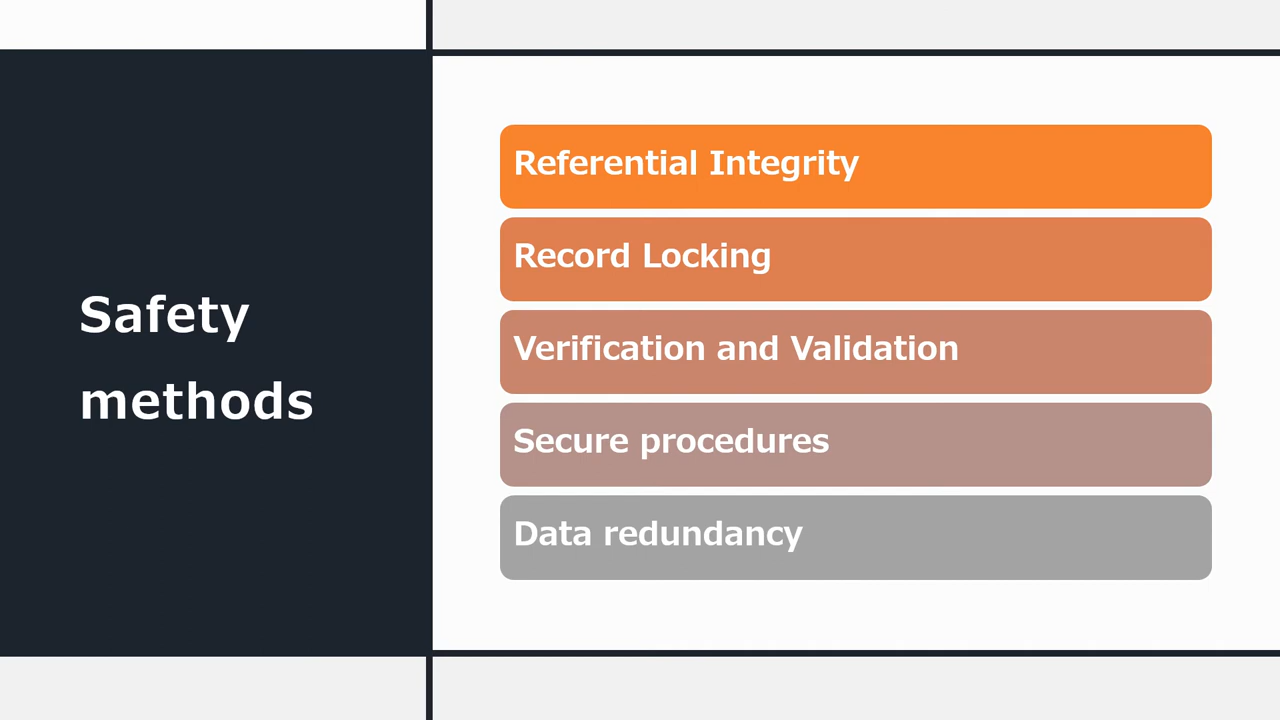 Safety
methods
Referential Integrity
Record Locking
Verification and Validation
Secure procedures
Data redundancy